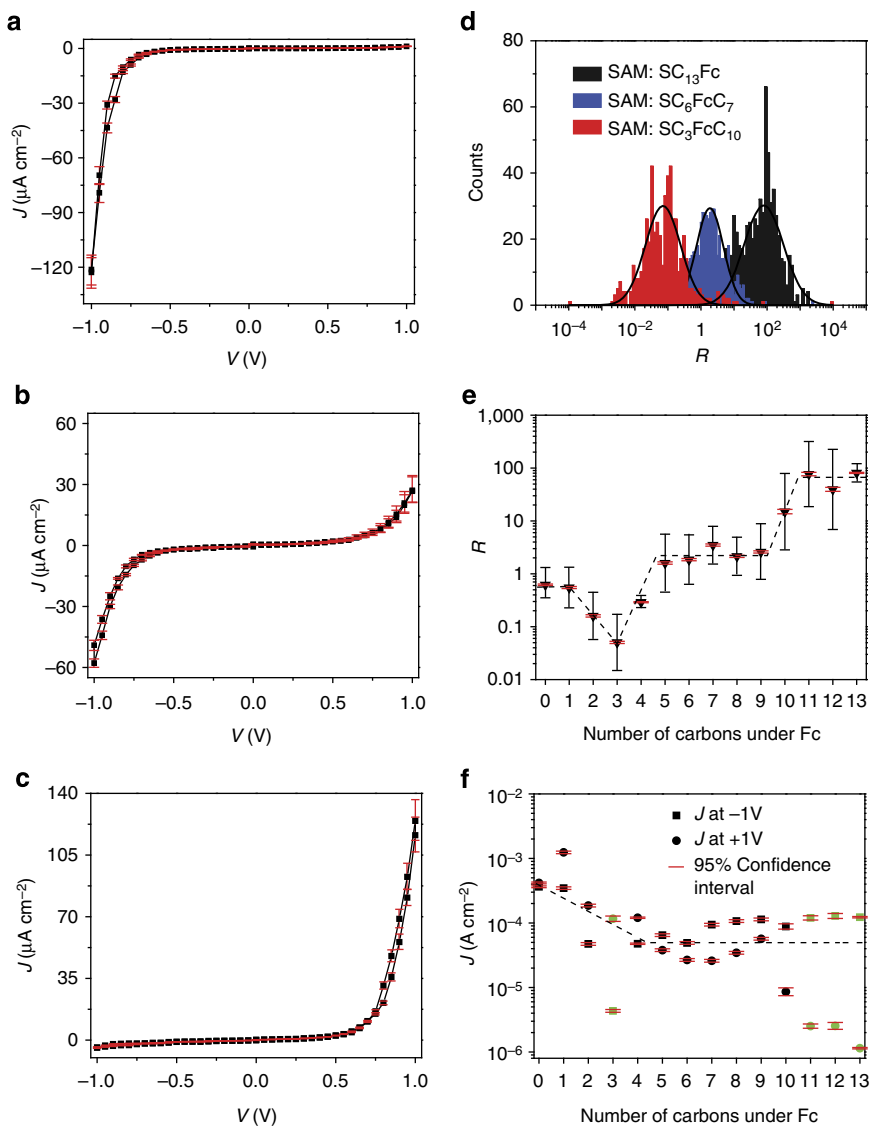 a
0
–30
–60
–90
–120
J (µA cm⁻²)
–1.0
–0.5
0.0
0.5
1.0
V (V)
b
60
30
0
–30
–60
J (µA cm⁻²)
–1.0
–0.5
0.0
0.5
1.0
V (V)
c
140
105
70
35
0
J (µA cm⁻²)
–1.0
–0.5
0.0
0.5
1.0
V (V)
d
80
60
40
20
0
Counts
SAM: SC₁₃Fc
SAM: SC₆FcC₇
SAM: SC₃FcC₁₀
10⁻⁴
10⁻²
1
10²
10⁴
R
e
1,000
100
10
1
0.1
0.01
R
0 1 2 3 4 5 6 7 8 9 10 11 12 13
Number of carbons under Fc
f
10⁻²
10⁻³
10⁻⁴
10⁻⁵
10⁻⁶
J (A cm⁻²)
J at –1V
J at +1V
95% Confidence
interval
0 1 2 3 4 5 6 7 8 9 10 11 12 13
Number of carbons under Fc